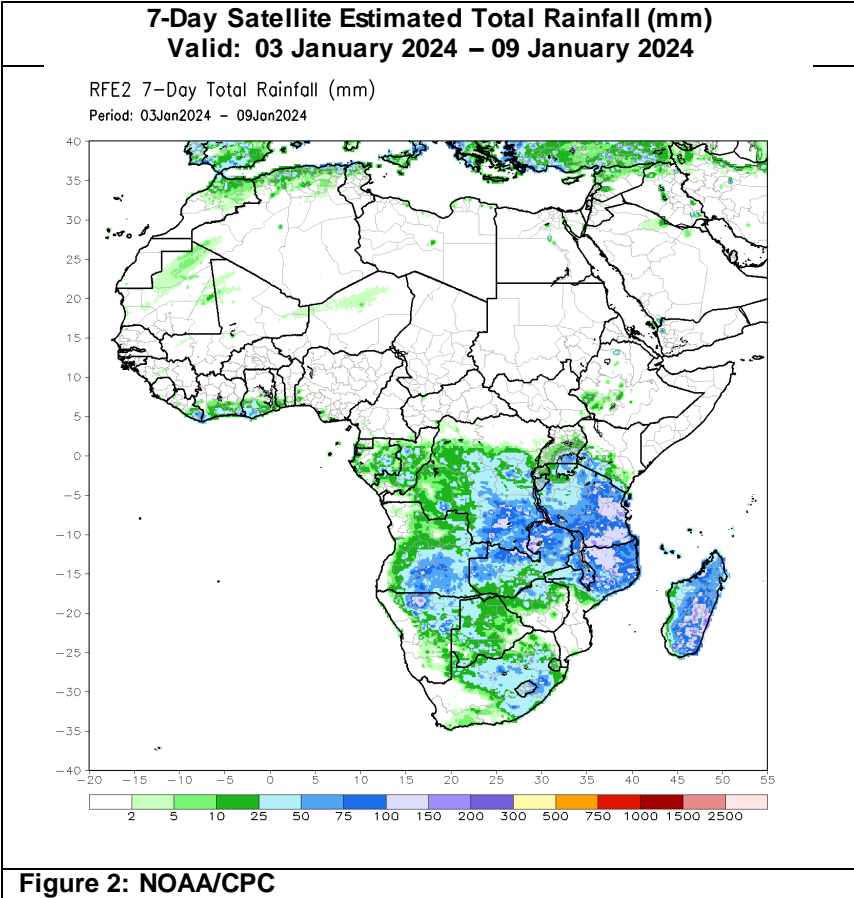 7-Day Satellite Estimated Total Rainfall (mm)
Valid: 03 January 2024 – 09 January 2024
RFE2 7-Day Total Rainfall (mm)
Period: 03Jan2024 - 09Jan2024
40
35
30
25
20
15
10
5
0
-5
-10
-15
-20
-25
-30
-35
-40
-20 -15 -10 -5 0 5 10 15 20 25 30 35 40 45 50 55
2 5 10 25 50 75 100 150 200 300 500 750 1000 1500 2500
Figure 2: NOAA/CPC